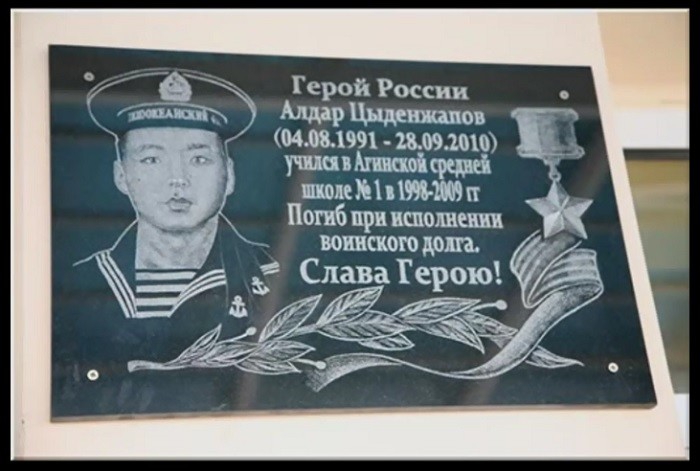 ТИХООКЕАНСКИЙ
Герой России
Алдар Цыденжапов
(04.08.1991 - 28.09.2010)
учился в Агинской средней
школе № 1 в 1998-2009 гг
Погиб при исполнении
воинского долга.
Слава Герою!